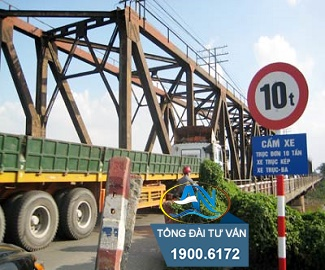 10t
CẤM XE
TRỤC ĐƠN 10 TẤN
XE TRỤC KÉP
XE TRỤC BA
TỔNG ĐÀI TƯ VẤN
1900.6172